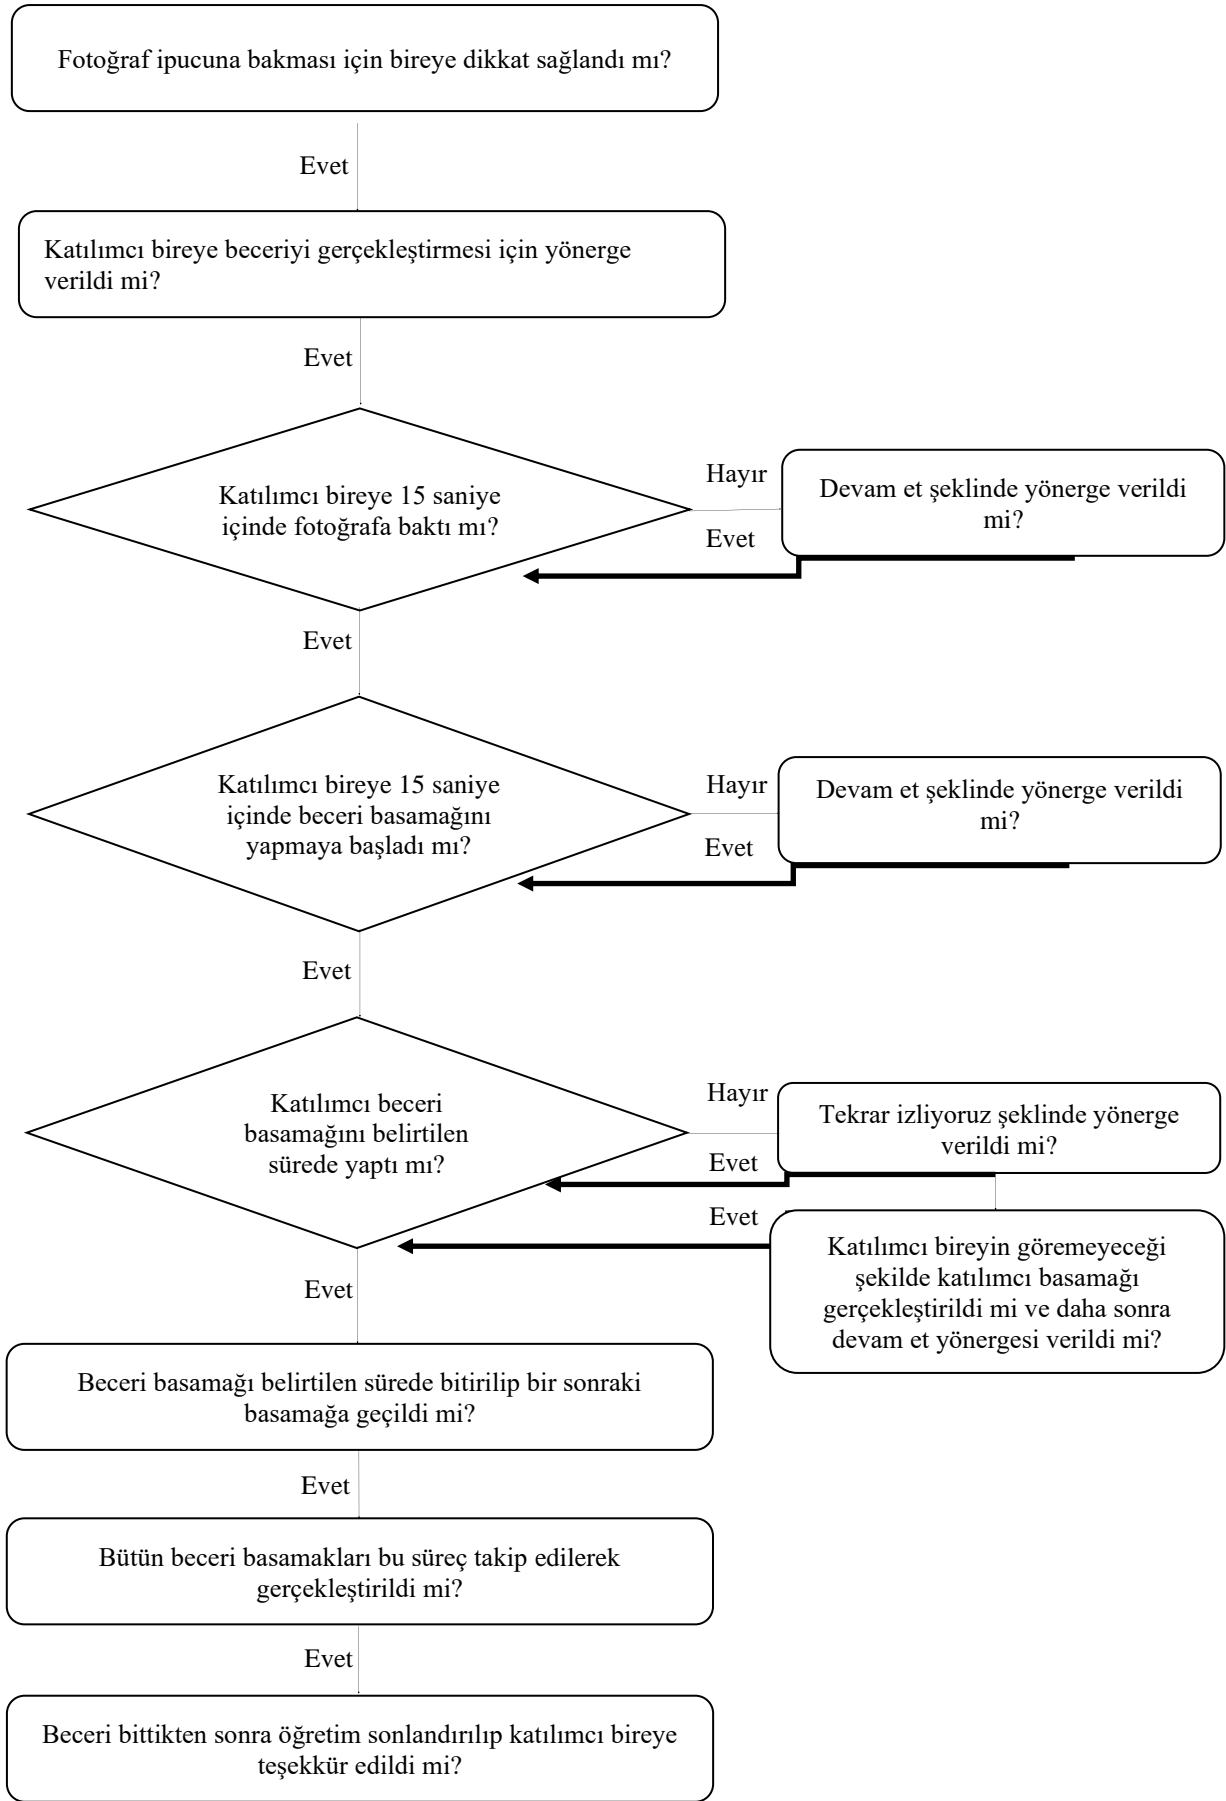 Fotoğraf ipucuna bakması için bireye dikkat sağlandı mı?
Evet
Katılımcı bireye beceriyi gerçekleştirmesi için yönerge
verildi mi?
Evet
Katılımcı bireye 15 saniye
içinde fotoğrafa baktı mı?
Hayır
Evet
Devam et şeklinde yönerge verildi
mi?
Evet
Katılımcı bireye 15 saniye
içinde beceri basamağını
yapmaya başladı mı?
Hayır
Evet
Devam et şeklinde yönerge verildi
mi?
Evet
Katılımcı beceri
basamağını belirtilen
sürede yaptı mı?
Hayır
Evet
Tekrar izliyoruz şeklinde yönerge
verildi mi?
Evet
Katılımcı bireyin göremeyeceği
şekilde katılımcı basamağı
gerçekleştirildi mi ve daha sonra
devam et yönergesi verildi mi?
Evet
Beceri basamağı belirtilen sürede bitirilip bir sonraki
basamağa geçildi mi?
Evet
Bütün beceri basamakları bu süreç takip edilerek
gerçekleştirildi mi?
Evet
Beceri bittikten sonra öğretim sonlandırılıp katılımcı bireye
teşekkür edildi mi?